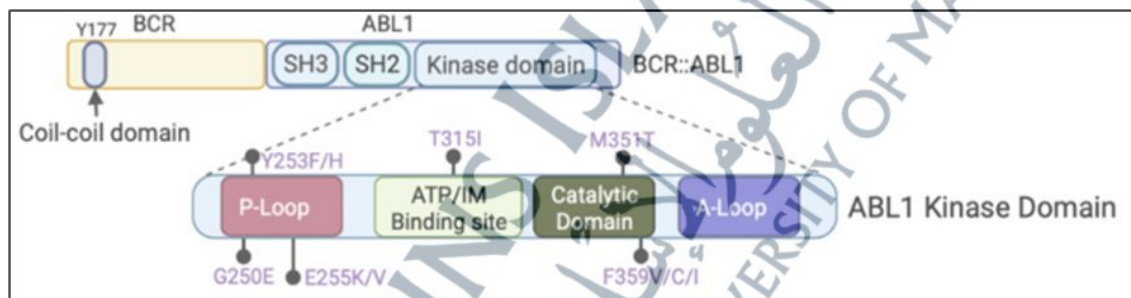 Y177
BCR
ABL1
SH3
SH2
Kinase domain
BCR::ABL1
Coil-coil domain
Y253F/H
T315I
M351T
P-Loop
ATP/IM
Binding site
Catalytic
Domain
A-Loop
ABL1 Kinase Domain
G250E
E255K/V
F359V/C/I